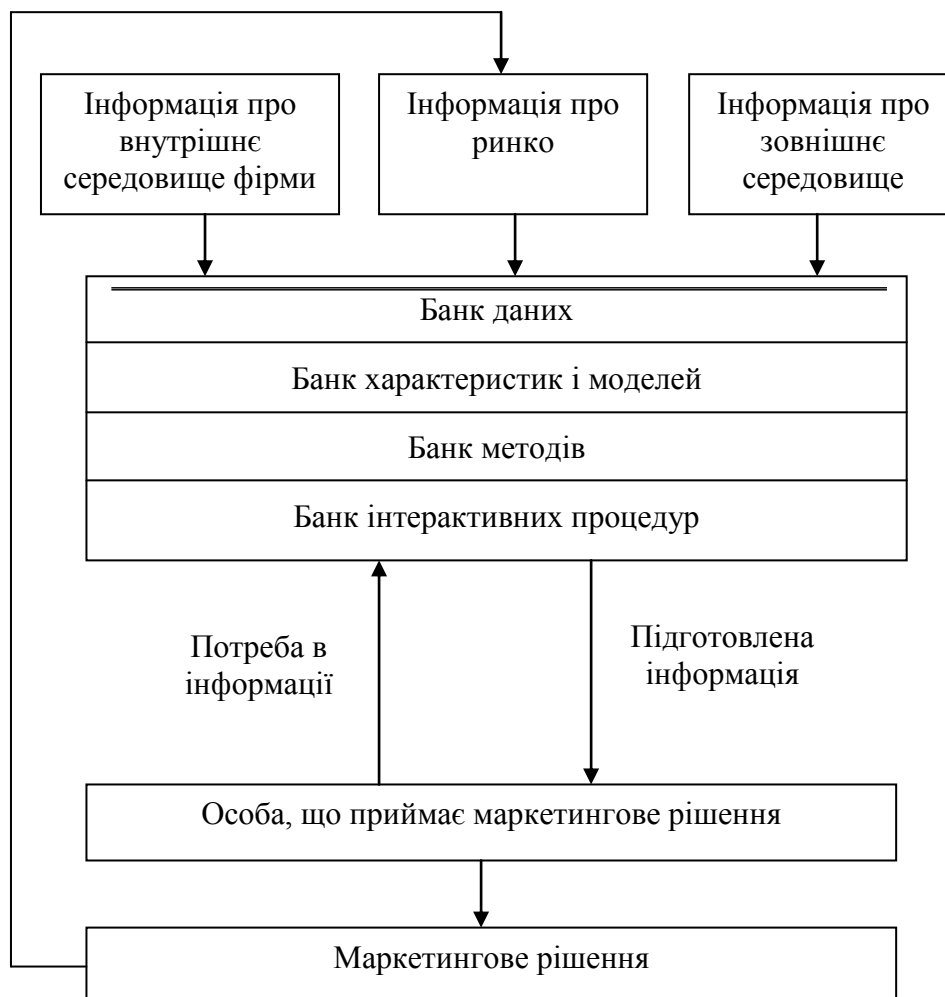 Інформація про
внутрішнє
середовище фірми
Інформація про
ринко
Інформація про
зовнішнє
середовище
Банк даних
Банк характеристик і моделей
Банк методів
Банк інтерактивних процедур
Потреба в
інформації
Підготовлена
інформація
Особа, що приймає маркетингове рішення
Маркетингове рішення